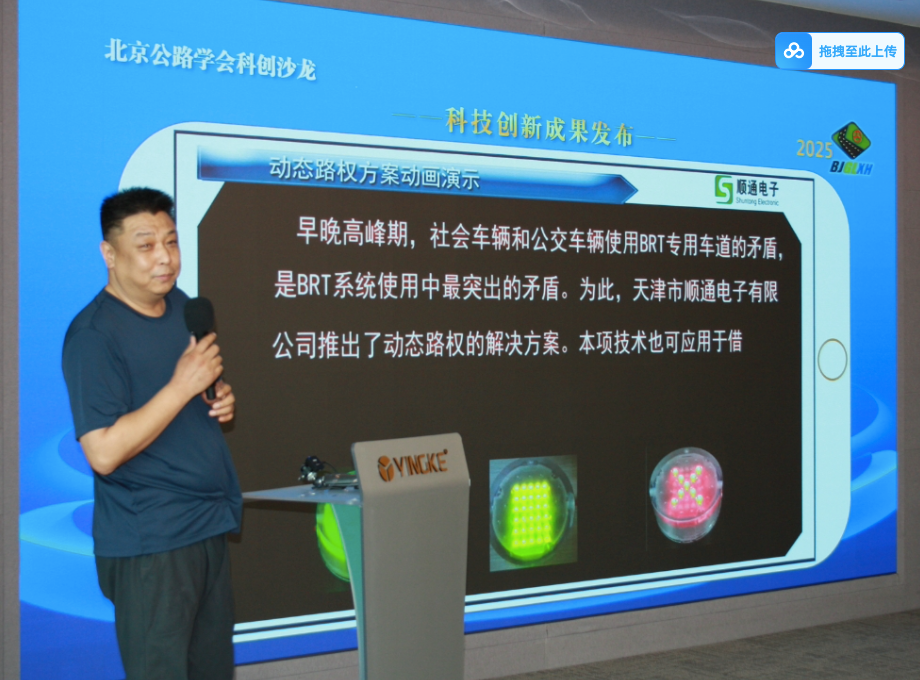 拖拽至此上传
北京公路学会科创沙龙
科技创新成果发布
2025
BJGLXH
动态路权方案动画演示
顺通电子
Shuntong Electronic
早晚高峰期，社会车辆和公交车辆使用BRT专用车道的矛盾，
是BRT系统使用中最突出的矛盾。为此，天津市顺通电子有限
公司推出了动态路权的解决方案。本项技术也可应用于借
YINGKE